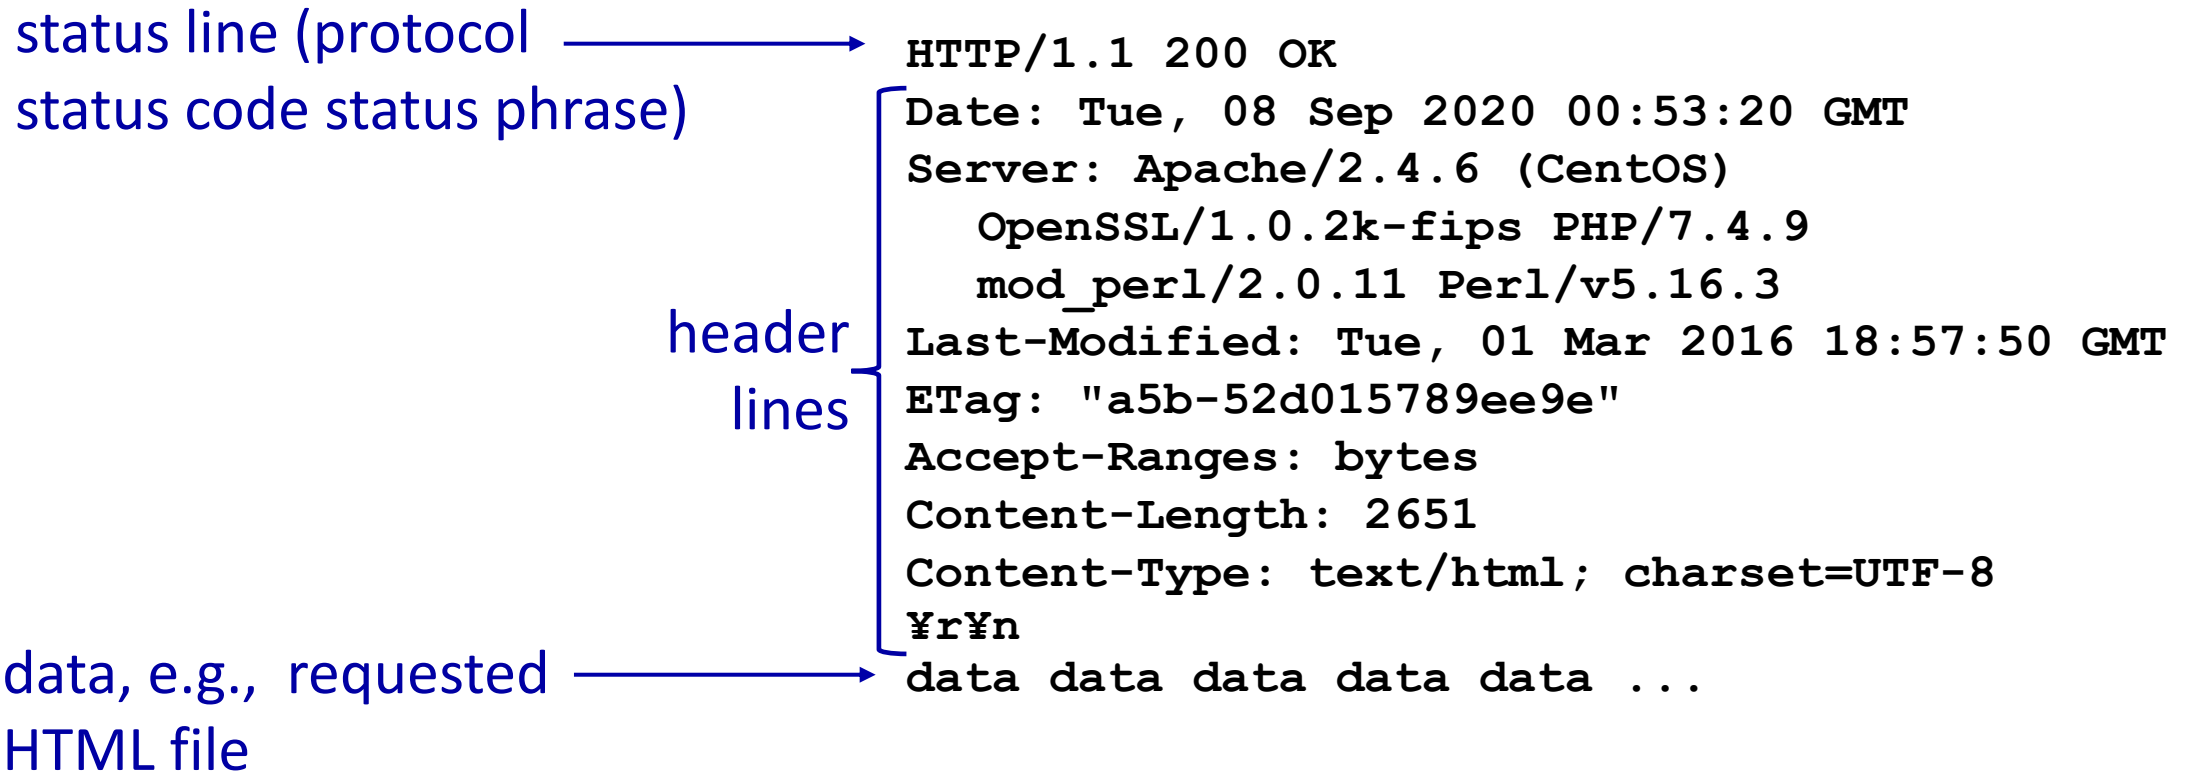 status line (protocol
status code status phrase)
HTTP/1.1 200 OK
Date: Tue, 08 Sep 2020 00:53:20 GMT
Server: Apache/2.4.6 (CentOS)
OpenSSL/1.0.2k-fips PHP/7.4.9
mod_perl/2.0.11 Perl/v5.16.3
header
lines
Last-Modified: Tue, 01 Mar 2016 18:57:50 GMT
ETag: "a5b-52d015789ee9e"
Accept-Ranges: bytes
Content-Length: 2651
Content-Type: text/html; charset=UTF-8
¥r¥n
data, e.g., requested
HTML file
data data data data data ...